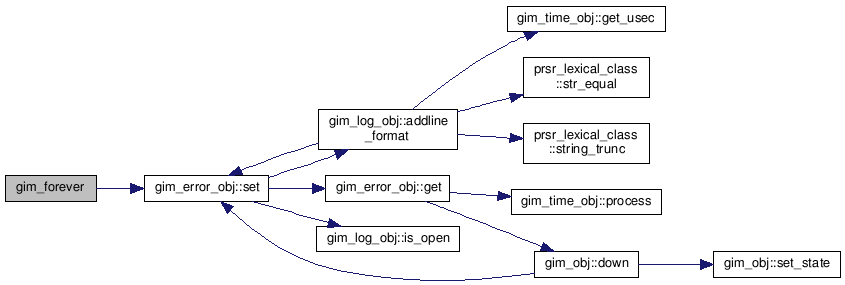 gim_time_obj::get_usec
prsr_lexical_class
::str_equal
gim_log_obj::addline
_format
prsr_lexical_class
::string_trunc
gim_forever
gim_error_obj::set
gim_error_obj::get
gim_time_obj::process
gim_log_obj::is_open
gim_obj::down
gim_obj::set_state